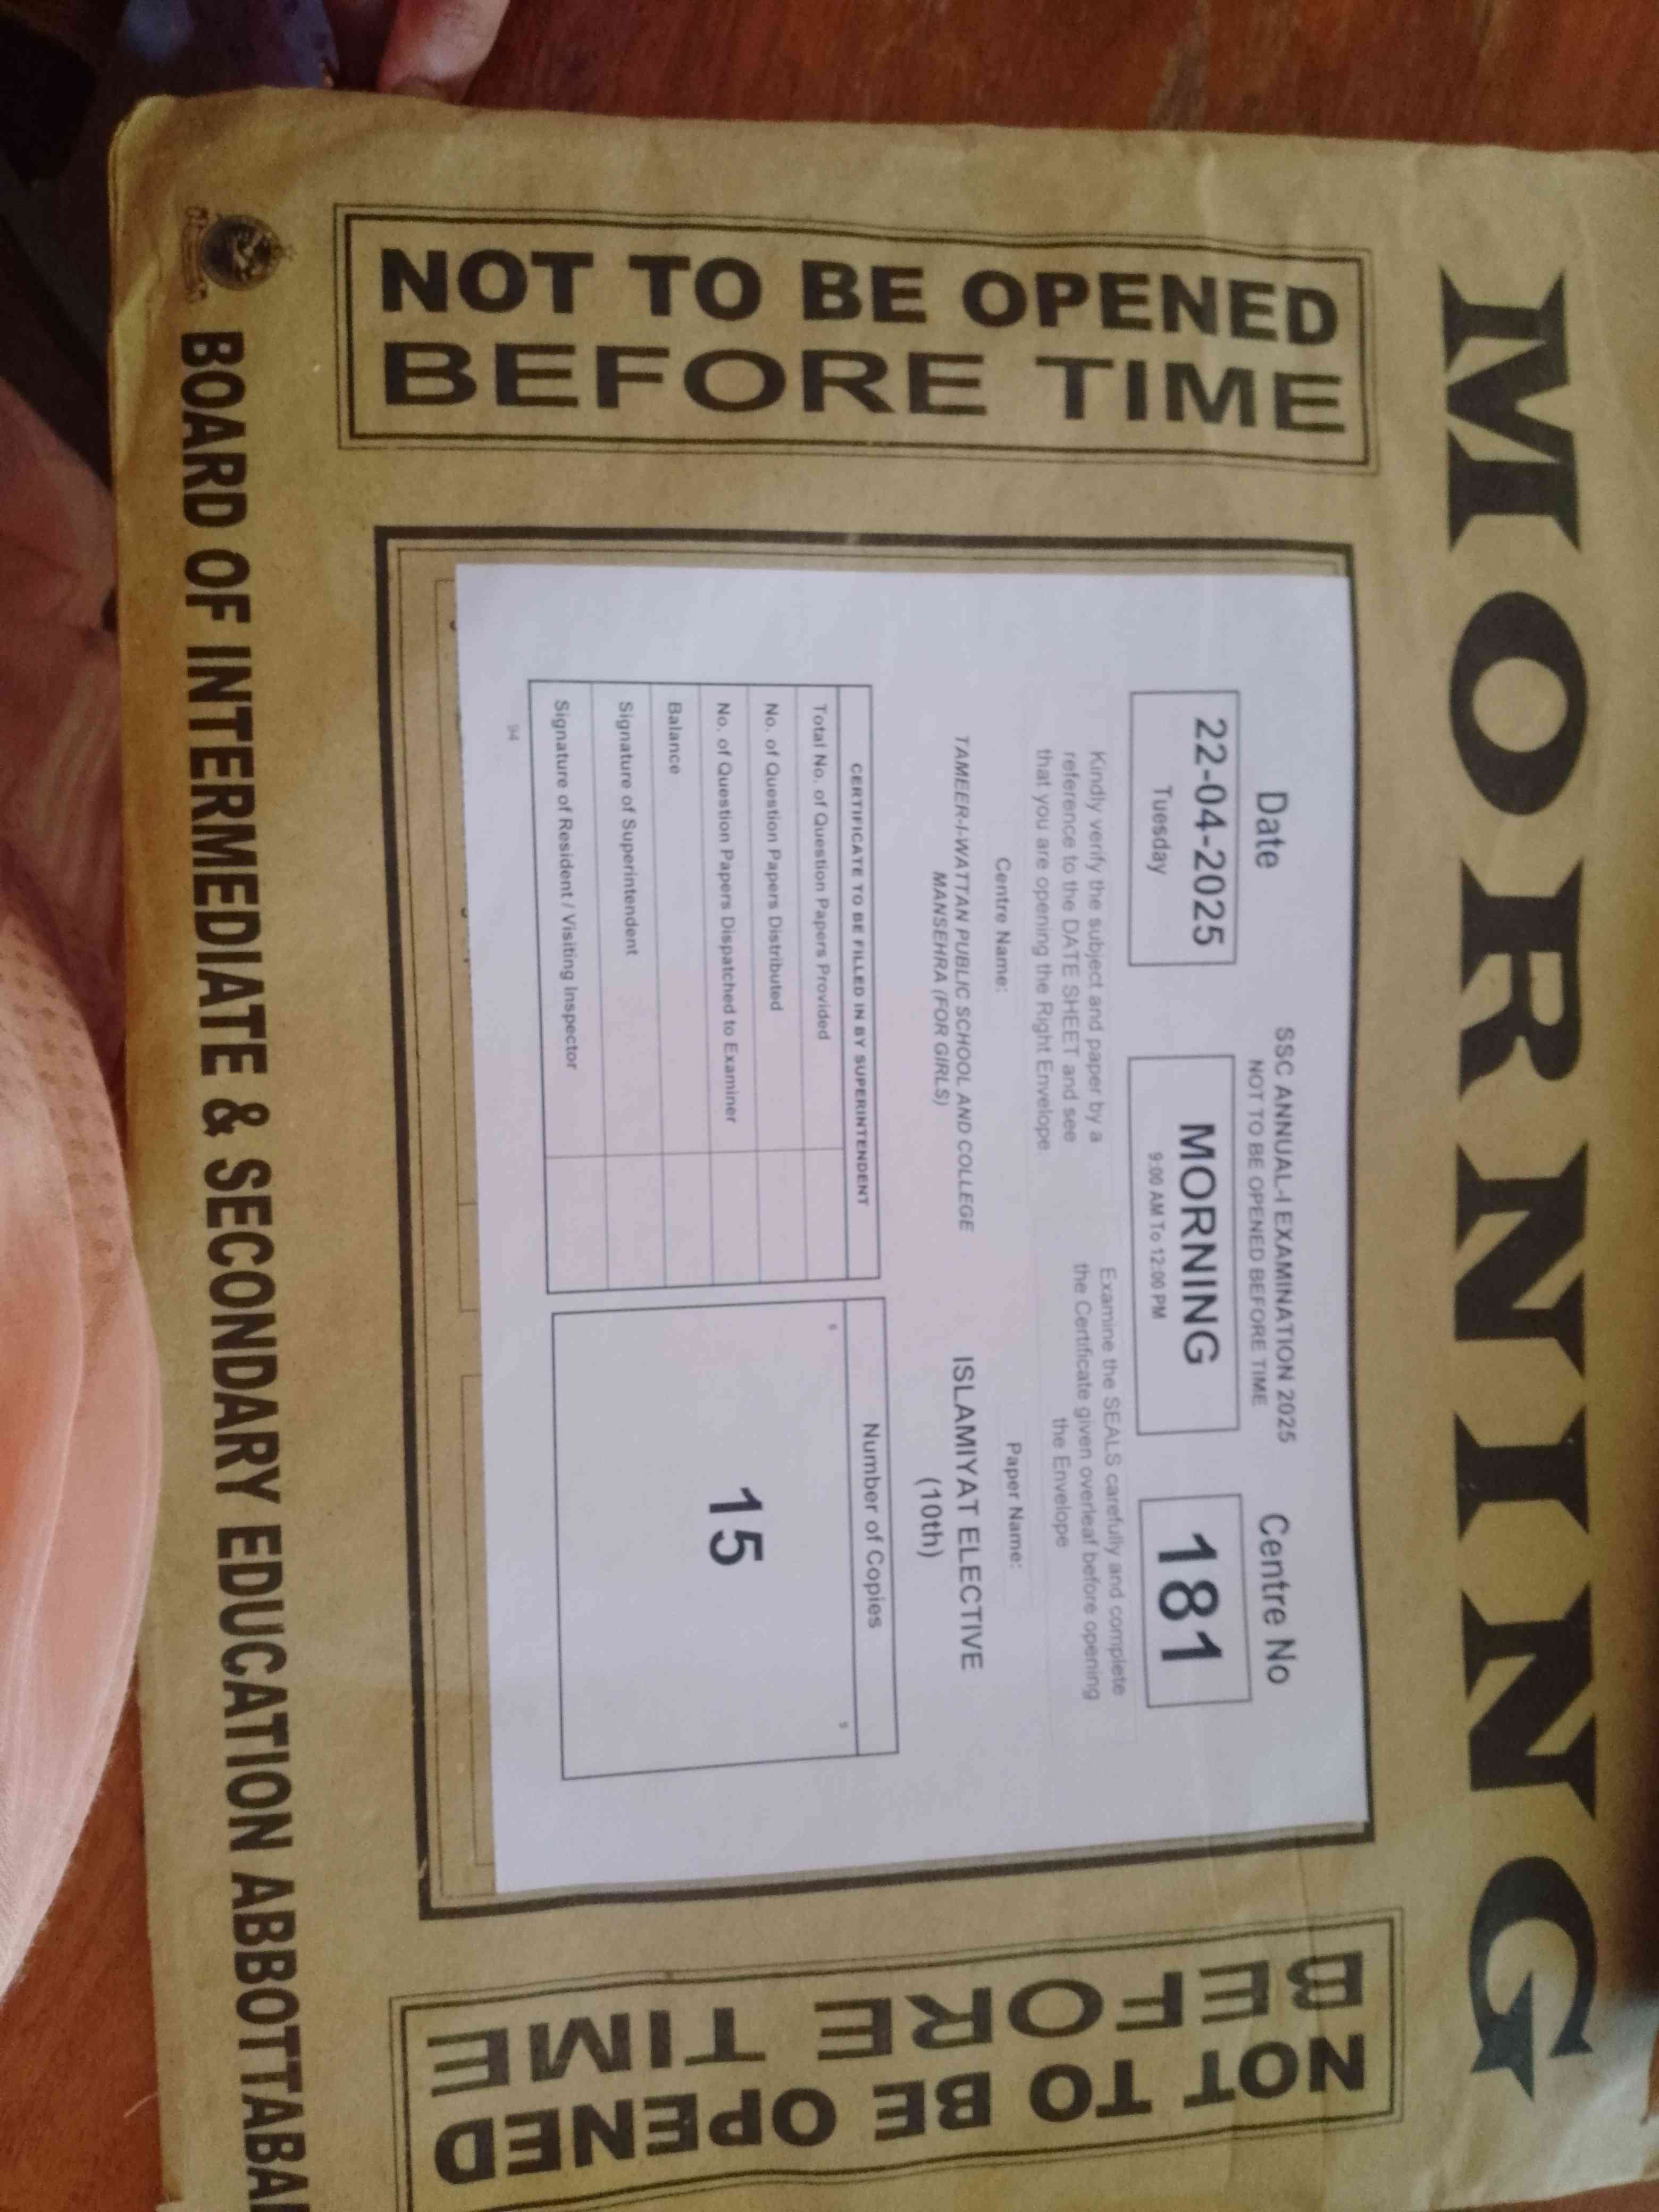 MORNING
NOT TO BE OPENED
BEFORE TIME
SSC ANNUAL-I EXAMINATION 2025
NOT TO BE OPENED BEFORE TIME
Date
22-04-2025
Tuesday
MORNING
9:00 AM To 12:00 PM
Centre No
181
Kindly verify the subject and paper by a
reference to the DATE SHEET and see
that you are opening the Right Envelope
Examine the SEALS carefully and complete
the Certificate given overleaf before opening
the Envelope
Centre Name:
TAMEER-I-WATTAN PUBLIC SCHOOL AND COLLEGE
MANSEHRA (FOR GIRLS)
Paper Name:
ISLAMIYAT ELECTIVE
(10th)
CERTIFICATE TO BE FILLED IN BY SUPERINTENDENT
Total No. of Question Papers Provided
No. of Question Papers Distributed
No. of Question Papers Dispatched to Examiner
Balance
Signature of Superintendent
Signature of Resident / Visiting Inspector
Number of Copies
15
94
NOT TO BE OPENED
BEFORE TIME
BOARD OF INTERMEDIATE & SECONDARY EDUCATION ABBOTTABA